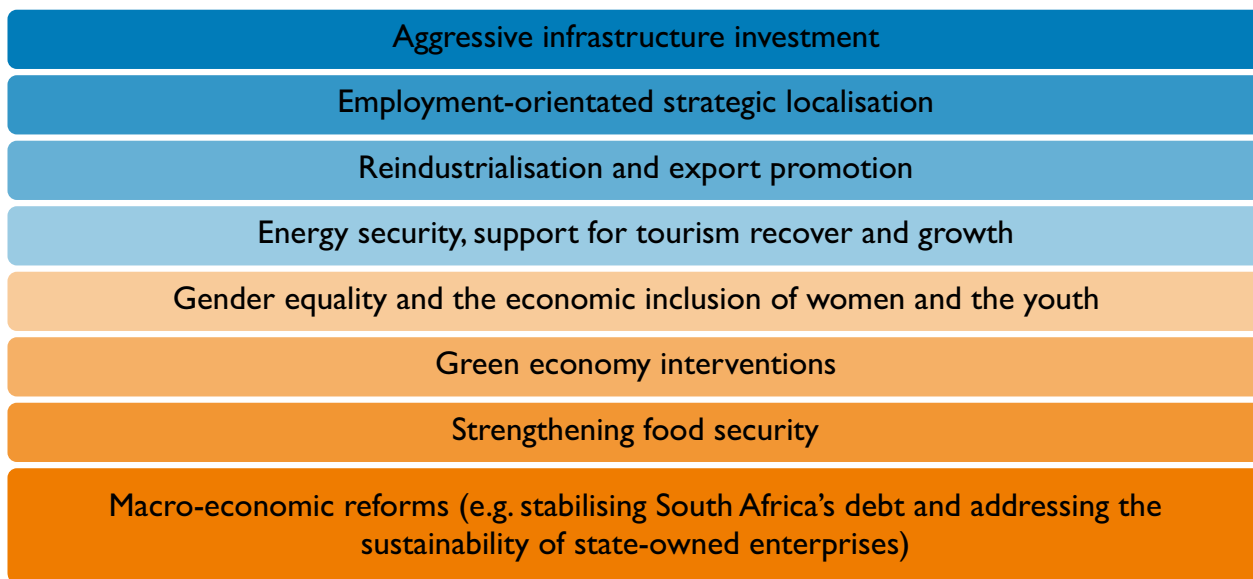 Aggressive infrastructure investment
Employment-orientated strategic localisation
Reindustrialisation and export promotion
Energy security, support for tourism recover and growth
Gender equality and the economic inclusion of women and the youth
Green economy interventions
Strengthening food security
Macro-economic reforms (e.g. stabilising South Africa’s debt and addressing the
sustainability of state-owned enterprises)